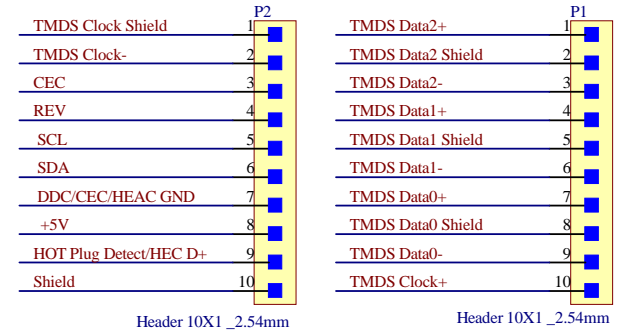 P2
TMDS Clock Shield 1
TMDS Clock- 2
CEC 3
REV 4
SCL 5
SDA 6
DDC/CEC/HEAC GND 7
+5V 8
HOT Plug Detect/HEC D+ 9
Shield 10
Header 10X1 _2.54mm
P1
TMDS Data2+ 1
TMDS Data2 Shield 2
TMDS Data2- 3
TMDS Data1+ 4
TMDS Data1 Shield 5
TMDS Data1- 6
TMDS Data0+ 7
TMDS Data0 Shield 8
TMDS Data0- 9
TMDS Clock+ 10
Header 10X1 _2.54mm